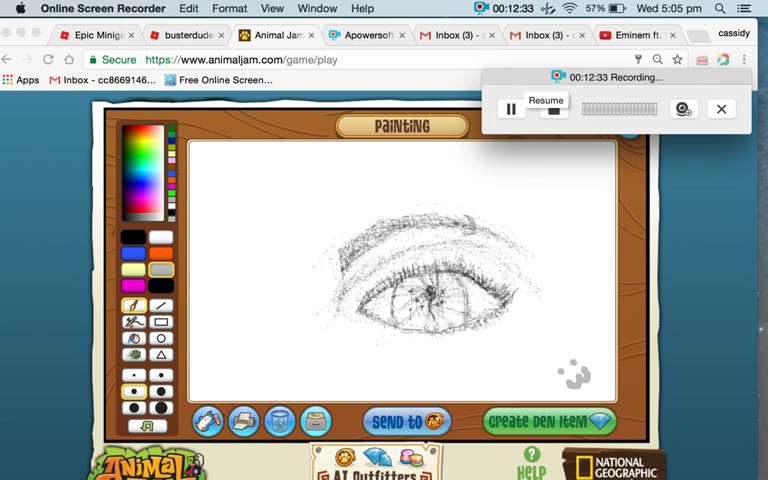 Online Screen Recorder Edit Format View Window Help 00:12:33 57% Wed 5:05 pm
Epic Miniga busterdude Animal Jam Apowersoft Inbox (3) - c Inbox (3) - c Eminem ft. cassidy
Secure https://www.animaljam.com/game/play
Apps Inbox - cc8669146... Free Online Screen...
00:12:33 Recording...
Resume
PAINTING
SEND TO
CREATE DEN ITEM
ANIMAL
AJ Outfitters
HELP
NATIONAL
GEOGRAPHIC